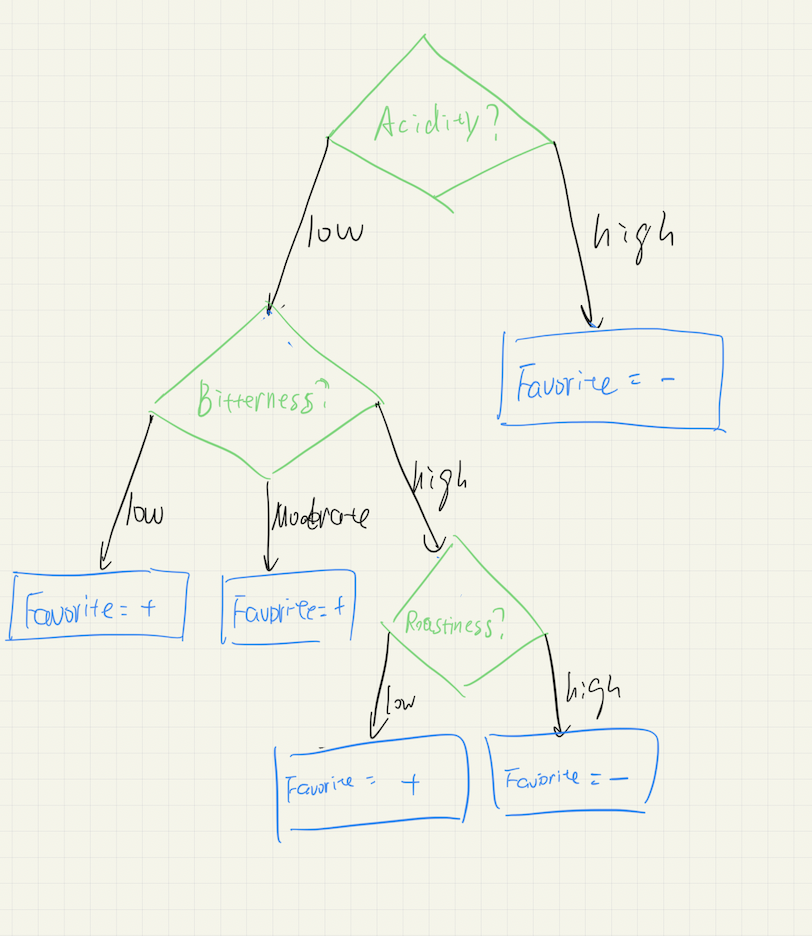 Acidity?
low
high
Favorite = -
Bitterness?
low
Moderate
high
Favorite = +
Favorite = +
Roastiness?
low
high
Favorite = +
Favorite = -